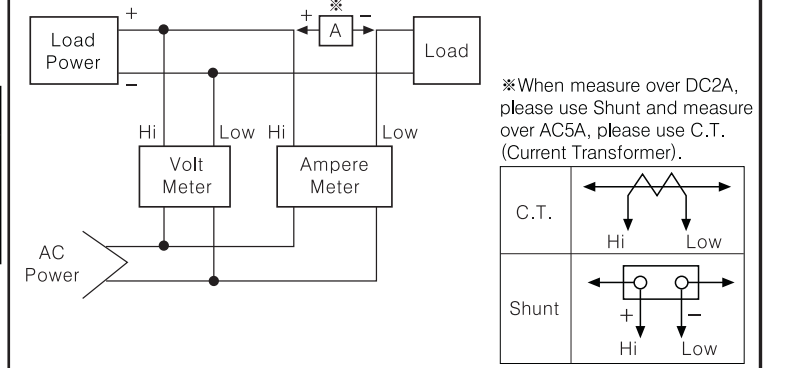 ※
+
+ A −
Load
Power
Load
−
※When measure over DC2A,
please use Shunt and measure
over AC5A, please use C.T.
(Current Transformer).
Hi Low Hi Low
Volt
Meter
Ampere
Meter
AC
Power
C.T.
Hi Low
Shunt
+ −
Hi Low